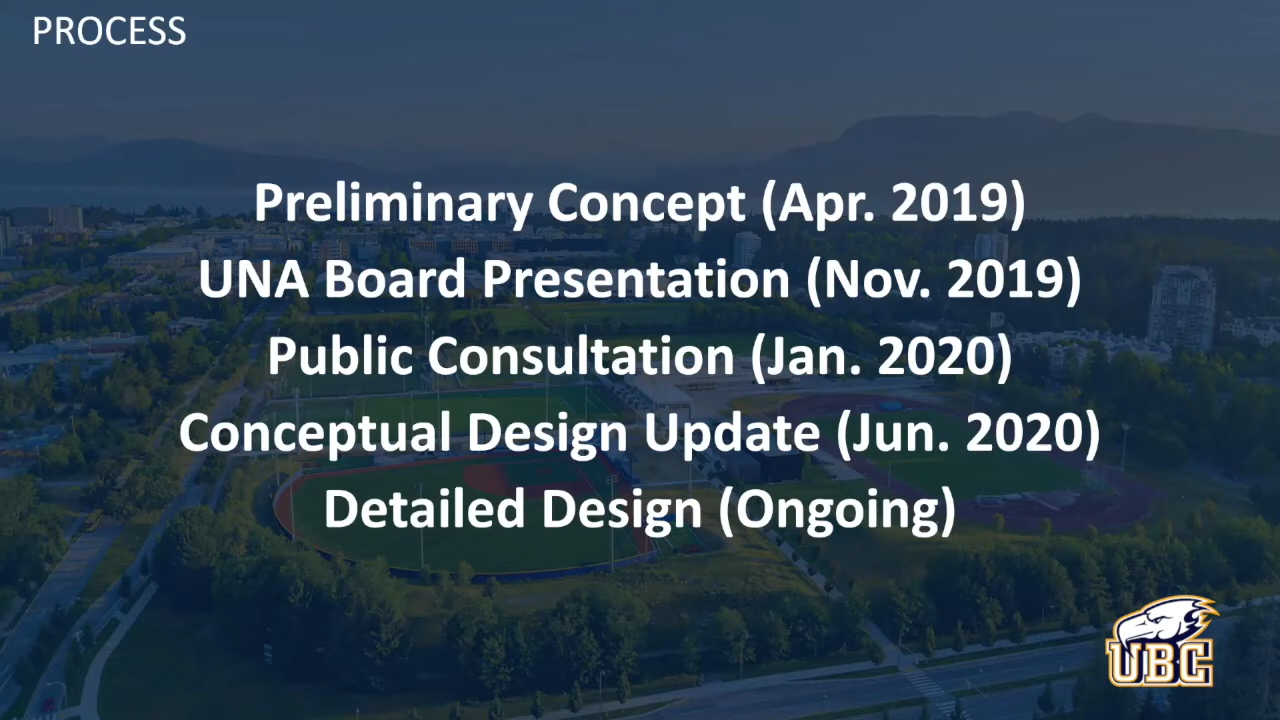 PROCESS
Preliminary Concept (Apr. 2019)
UNA Board Presentation (Nov. 2019)
Public Consultation (Jan. 2020)
Conceptual Design Update (Jun. 2020)
Detailed Design (Ongoing)
UBC